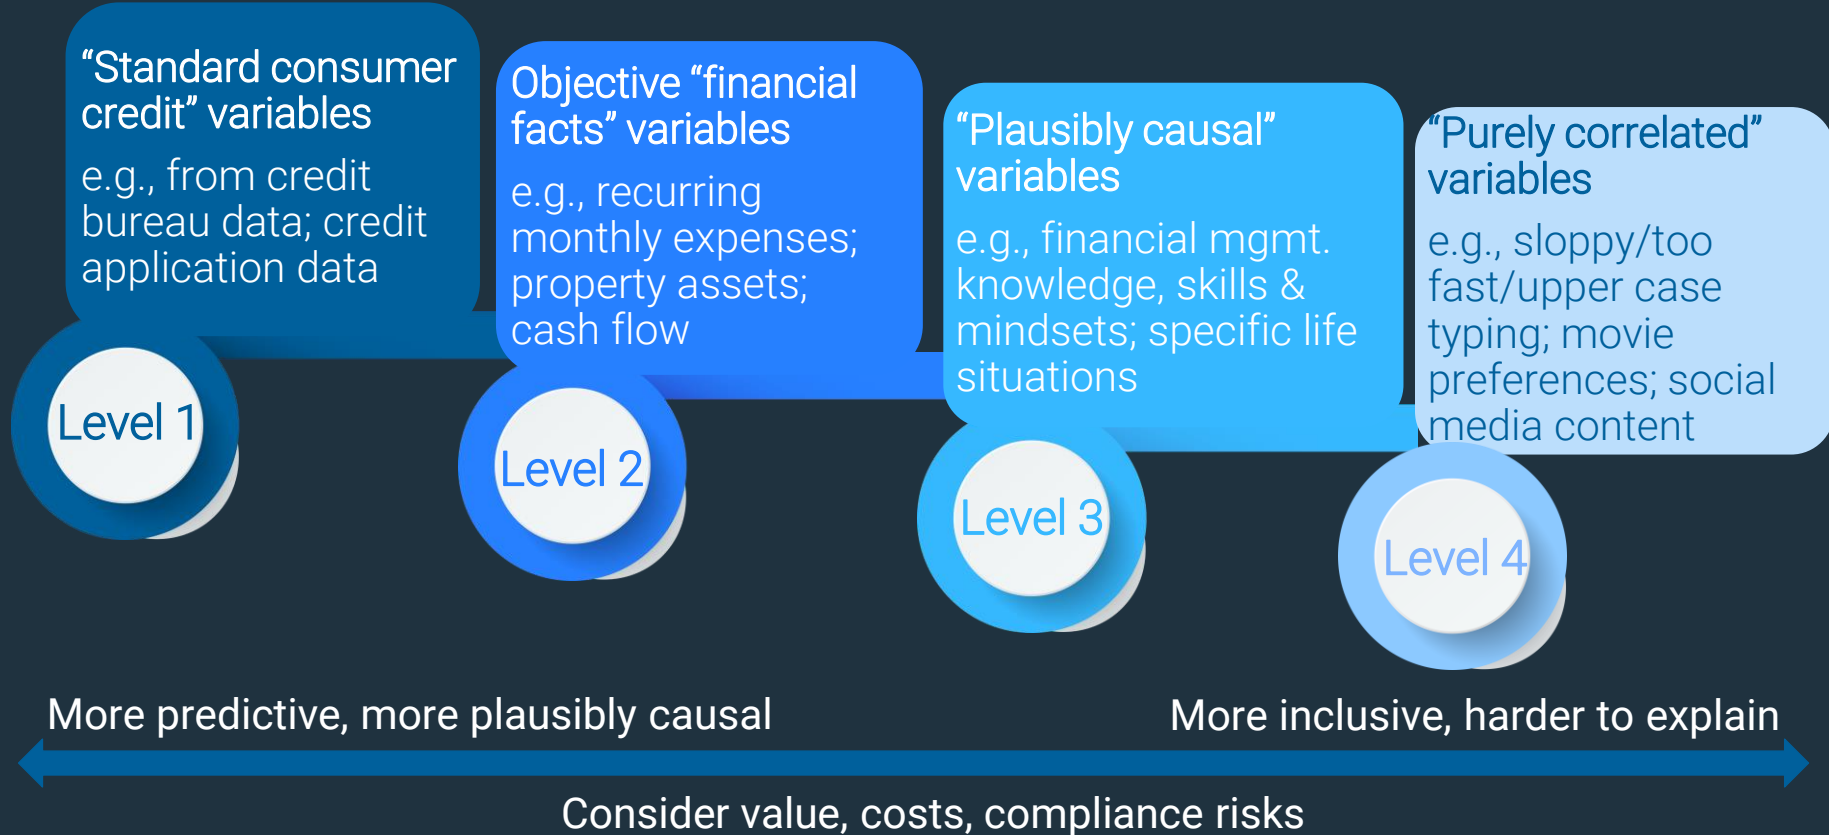 “Standard consumer
credit” variables
e.g., from credit
bureau data; credit
application data
Level 1
Objective “financial
facts” variables
e.g., recurring
monthly expenses;
property assets;
cash flow
Level 2
“Plausibly causal”
variables
e.g., financial mgmt.
knowledge, skills &
mindsets; specific life
situations
Level 3
“Purely correlated”
variables
e.g., sloppy/too
fast/upper case
typing; movie
preferences; social
media content
Level 4
More predictive, more plausibly causal
More inclusive, harder to explain
Consider value, costs, compliance risks